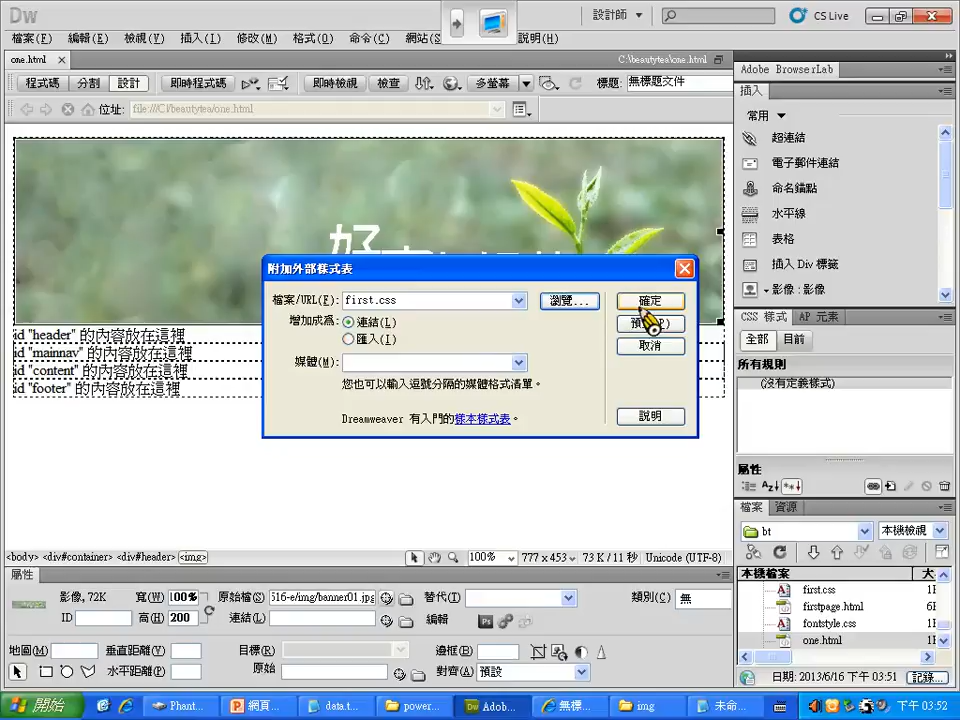 Dw
設計師
CS Live
檔案(F) 編輯(E) 檢視(V) 插入(I) 修改(M) 格式(O) 命令(C) 網站(S 說明(H)
one.html
C:\beautytea\one.html
程式碼 分割 設計 即時程式碼 即時檢視 檢查 多螢幕 標題: 無標題文件
位址: file:///C|/beautytea/one.html
好
id "header" 的內容放在這裡
id "mainnav" 的內容放在這裡
id "content" 的內容放在這裡
id "footer" 的內容放在這裡
附加外部樣式表
檔案/URL(F): first.css
瀏覽...
確定
增加成為: 連結(L)
匯入(I)
取消
媒體(M):
您也可以輸入逗號分隔的媒體格式清單。
Dreamweaver 有入門的樣本樣式表。
說明
Adobe BrowserLab
插入
常用
超連結
電子郵件連結
命名錨點
水平線
表格
插入 Div 標籤
影像: 影像
CSS 樣式 AP 元素
全部 目前
所有規則
(沒有定義樣式)
屬性
檔案 資源
bt 本機檢視
本機檔案 大
first.css 1
firstpage.html 6
fontstyle.css 1
one.html 1
日期: 2013/6/16 下午 03:51 記錄...
<body> <div#container> <div#header> <img>
100% 777 x 453 73 K / 11 秒 Unicode (UTF-8)
屬性
影像, 72K 寬(W) 100% 原始檔(S) 516-e/img/banner01.jpg 替代(T) 類別(C) 無
ID 高(H) 200 連結(L) 編輯 Ps
地圖(M) 垂直距離(V) 目標(R) 邊框(B)
水平距離(P) 原始 對齊(A) 預設
開始 Phant... 網頁... data.t... power... Adob... 無標... img 未命... 下午 03:52